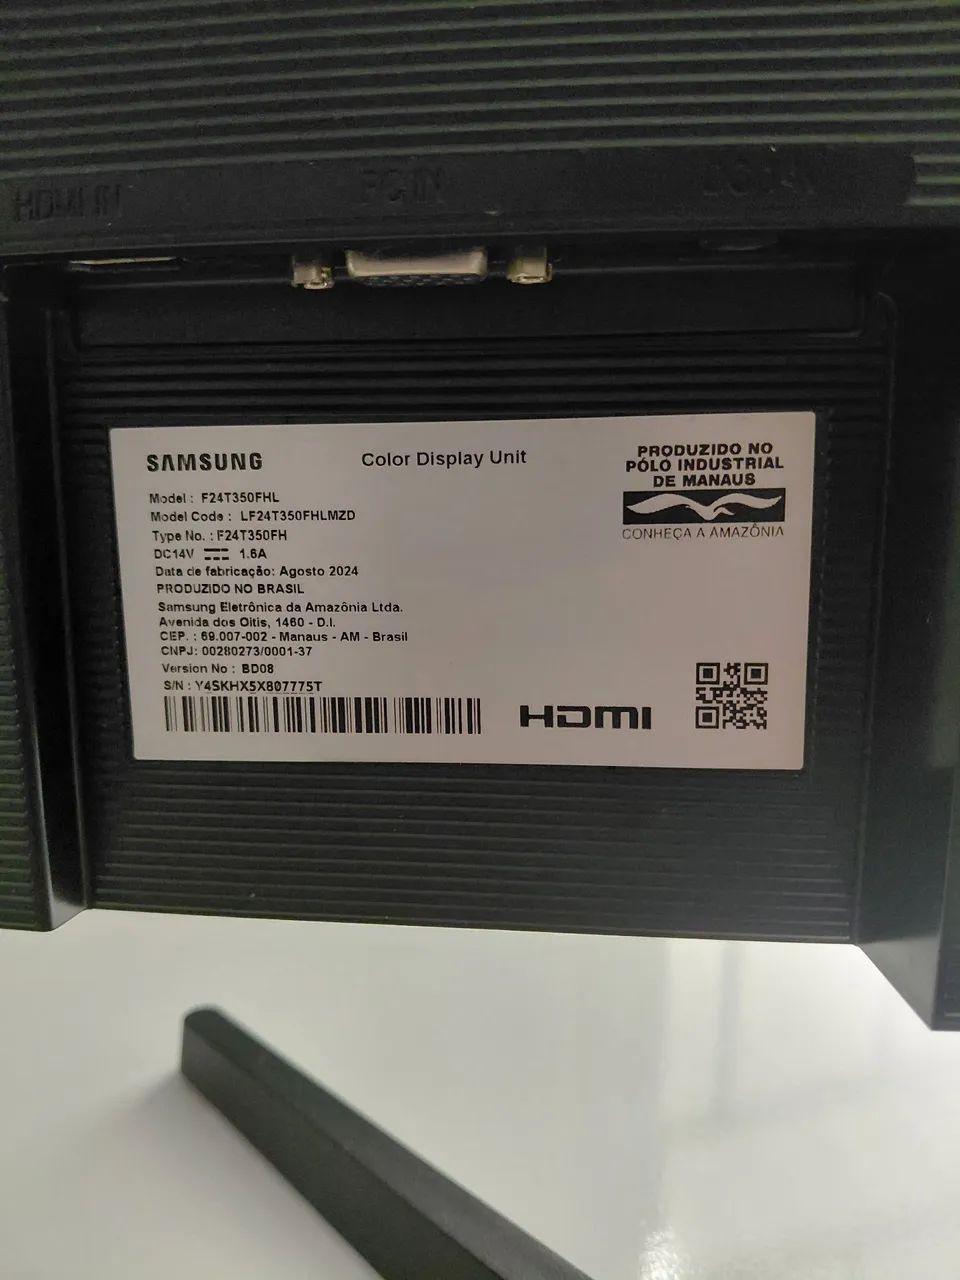 HDMI IN
PC IN
DC 14V
SAMSUNG
Color Display Unit
PRODUZIDO NO
PÓLO INDUSTRIAL
DE MANAUS
CONHEÇA A AMAZÔNIA
Model : F24T350FHL
Model Code : LF24T350FHLMZD
Type No. : F24T350FH
DC14V 1.6A
Data de fabricação: Agosto 2024
PRODUZIDO NO BRASIL
Samsung Eletrônica da Amazônia Ltda.
Avenida dos Oitis, 1460 - D.I.
CEP. : 69.007-002 - Manaus - AM - Brasil
CNPJ: 00280273/0001-37
Version No : BD08
S/N : Y4SKHX5X807775T
HDMI